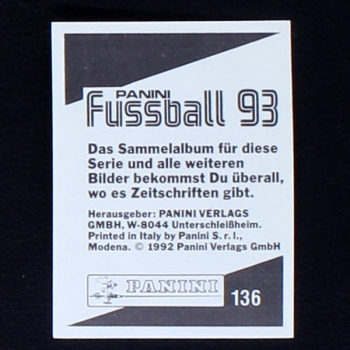 PANINI
Fussball 93
Das Sammelalbum für diese
Serie und alle weiteren
Bilder bekommst Du überall,
wo es Zeitschriften gibt.
Herausgeber: PANINI VERLAGS
GMBH, W-8044 Unterschleißheim.
Printed in Italy by Panini S. r. l.,
Modena. © 1992 Panini Verlags GmbH
PANINI
136